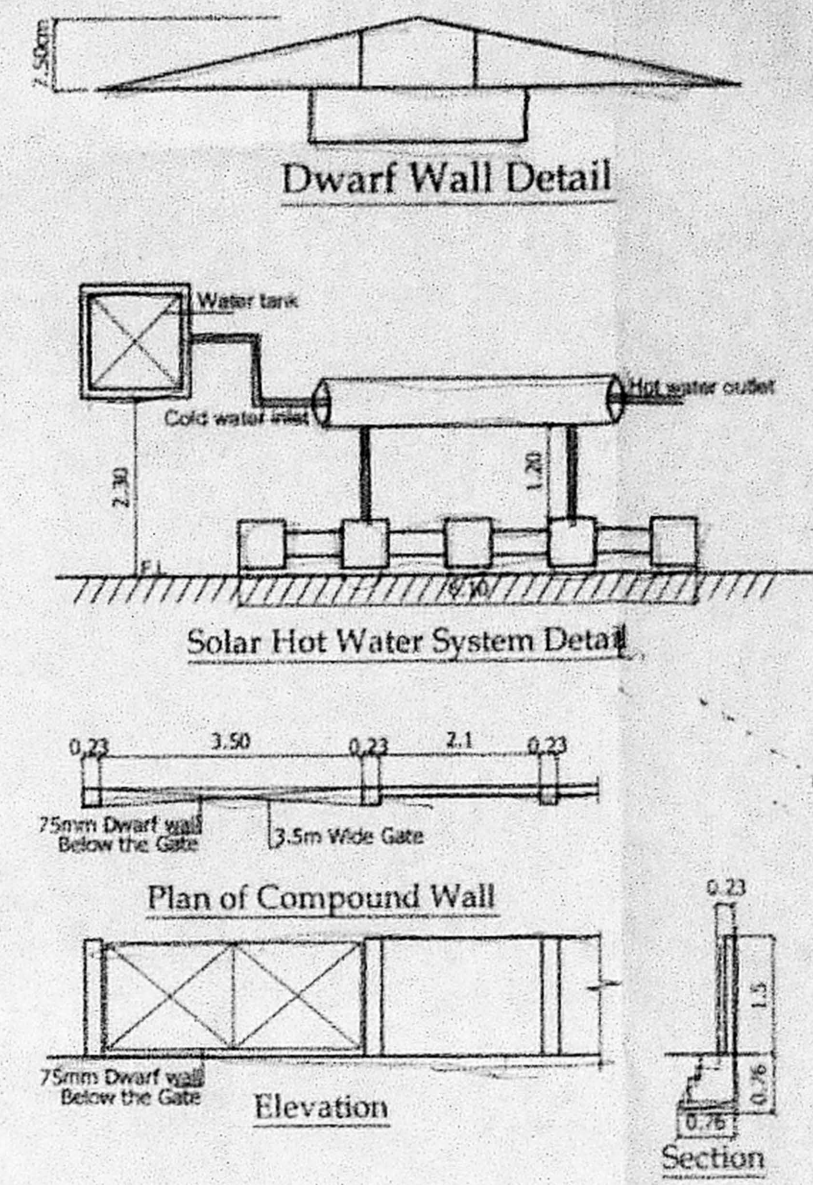 7.50cm
Dwarf Wall Detail
Water tank
Hot water outlet
Cold water inlet
2.30
1.20
F.L
Solar Hot Water System Detail
0.23
3.50
0.23
2.1
0.23
75mm Dwarf wall
Below the Gate
3.5m Wide Gate
Plan of Compound Wall
0.23
1.5
75mm Dwarf wall
Below the Gate
Elevation
0.76
0.76
Section